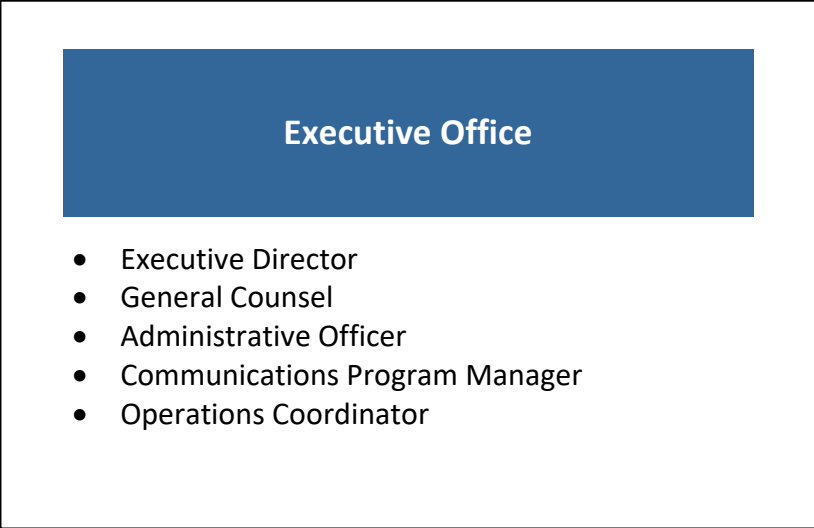 Executive Office
• Executive Director
• General Counsel
• Administrative Officer
• Communications Program Manager
• Operations Coordinator